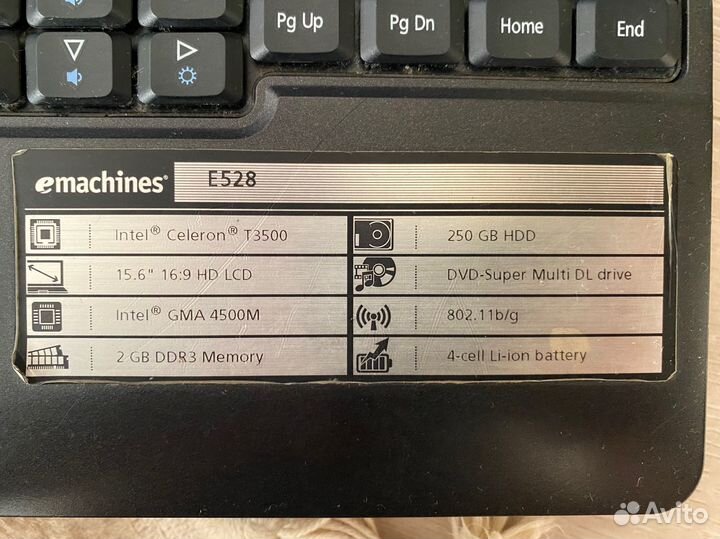 Pg Up
Pg Dn
Home
End
emachines® E528
Intel® Celeron® T3500
250 GB HDD
15.6" 16:9 HD LCD
DVD-Super Multi DL drive
Intel® GMA 4500M
802.11b/g
2 GB DDR3 Memory
4-cell Li-ion battery
Avito